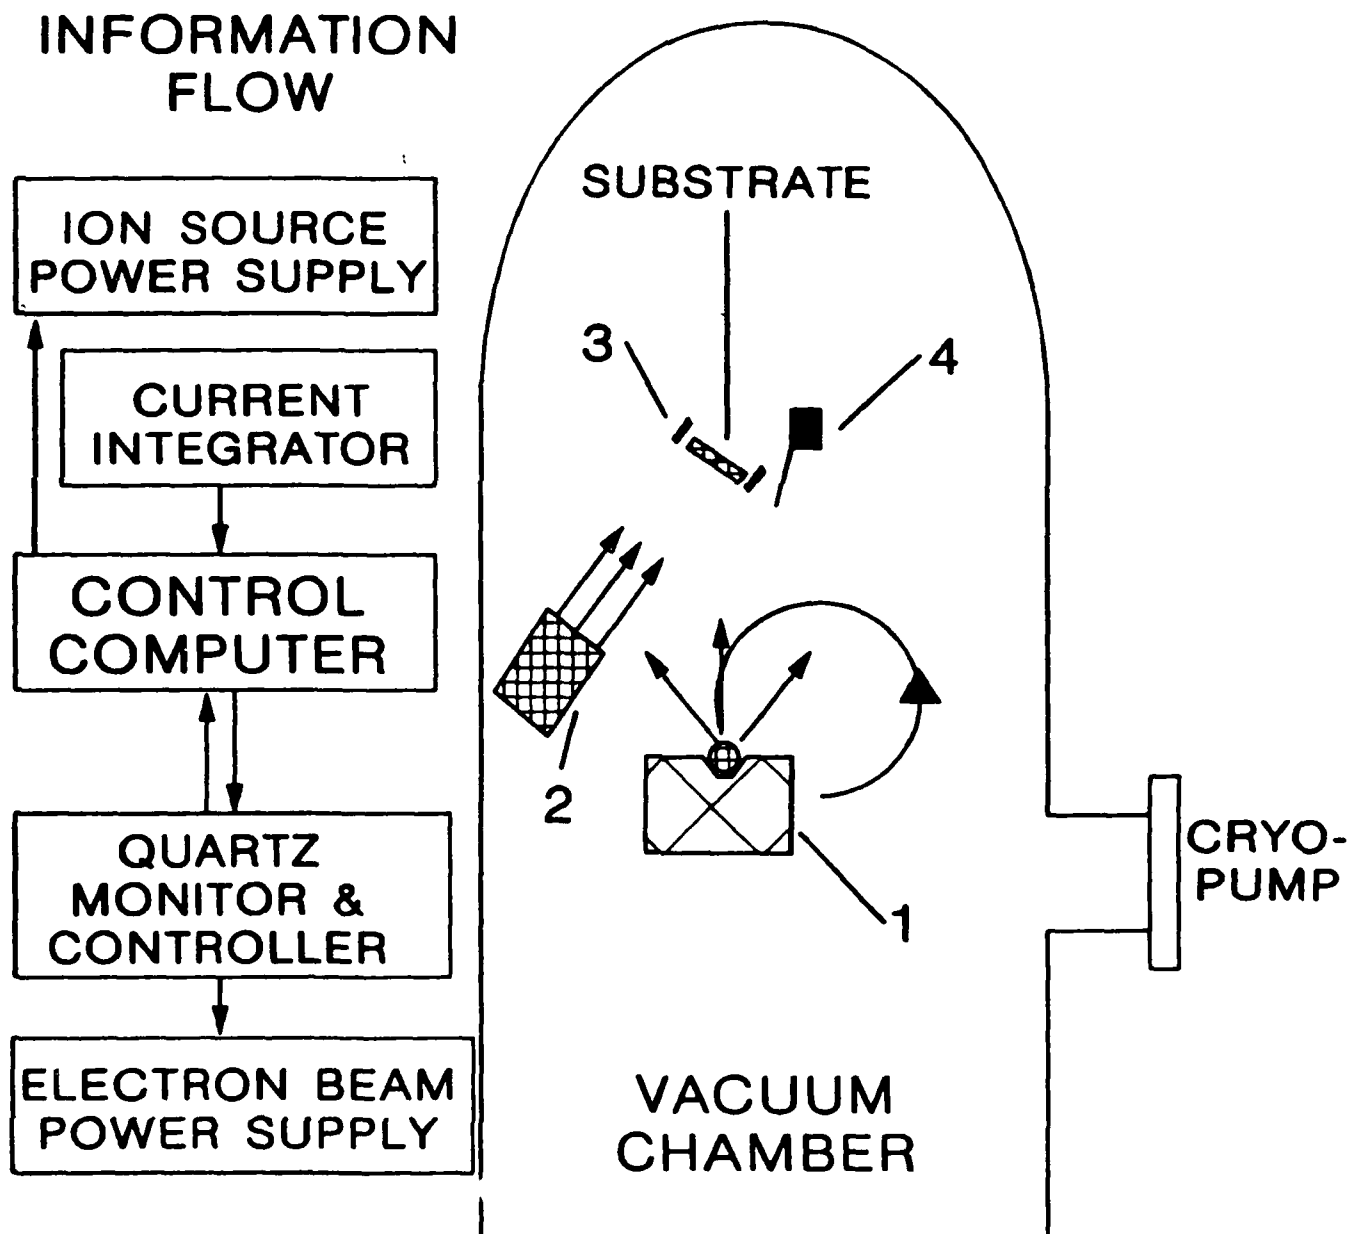 INFORMATION
FLOW
ION SOURCE
POWER SUPPLY
CURRENT
INTEGRATOR
CONTROL
COMPUTER
QUARTZ
MONITOR &
CONTROLLER
ELECTRON BEAM
POWER SUPPLY
SUBSTRATE
3
4
2
1
CRYO-
PUMP
VACUUM
CHAMBER